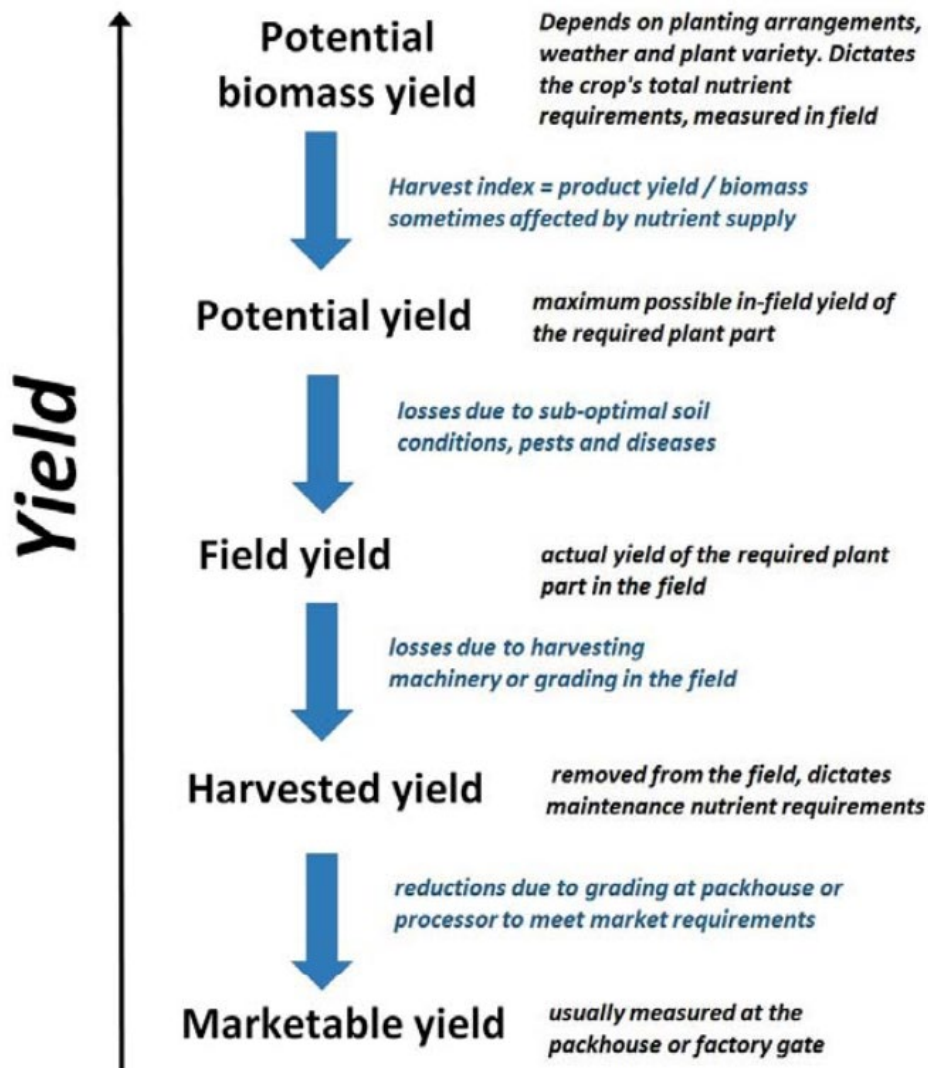 Yield
Potential
biomass yield
Depends on planting arrangements,
weather and plant variety. Dictates
the crop's total nutrient
requirements, measured in field
Harvest index = product yield / biomass
sometimes affected by nutrient supply
Potential yield
maximum possible in-field yield of
the required plant part
losses due to sub-optimal soil
conditions, pests and diseases
Field yield
actual yield of the required plant
part in the field
losses due to harvesting
machinery or grading in the field
Harvested yield
removed from the field, dictates
maintenance nutrient requirements
reductions due to grading at packhouse or
processor to meet market requirements
Marketable yield
usually measured at the
packhouse or factory gate